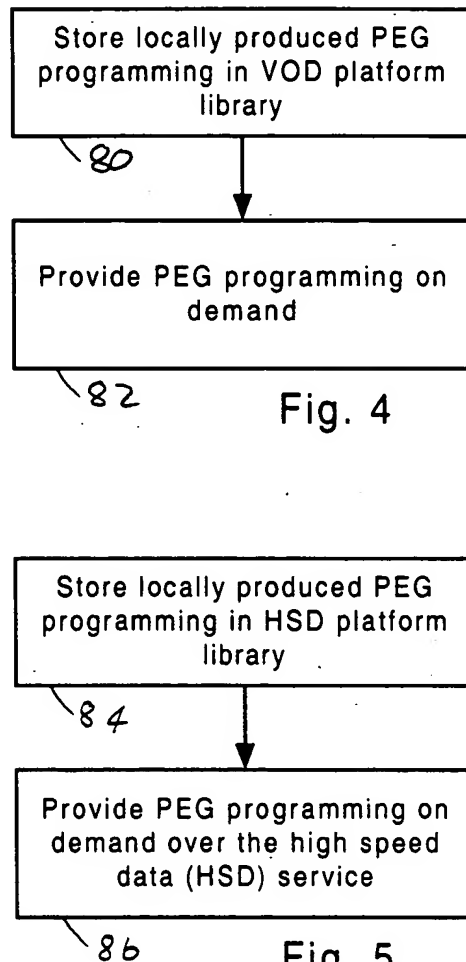 Store locally produced PEG
programming in VOD platform
library
80
Provide PEG programming on
demand
82
Fig. 4
Store locally produced PEG
programming in HSD platform
library
84
Provide PEG programming on
demand over the high speed
data (HSD) service
86
Fig. 5